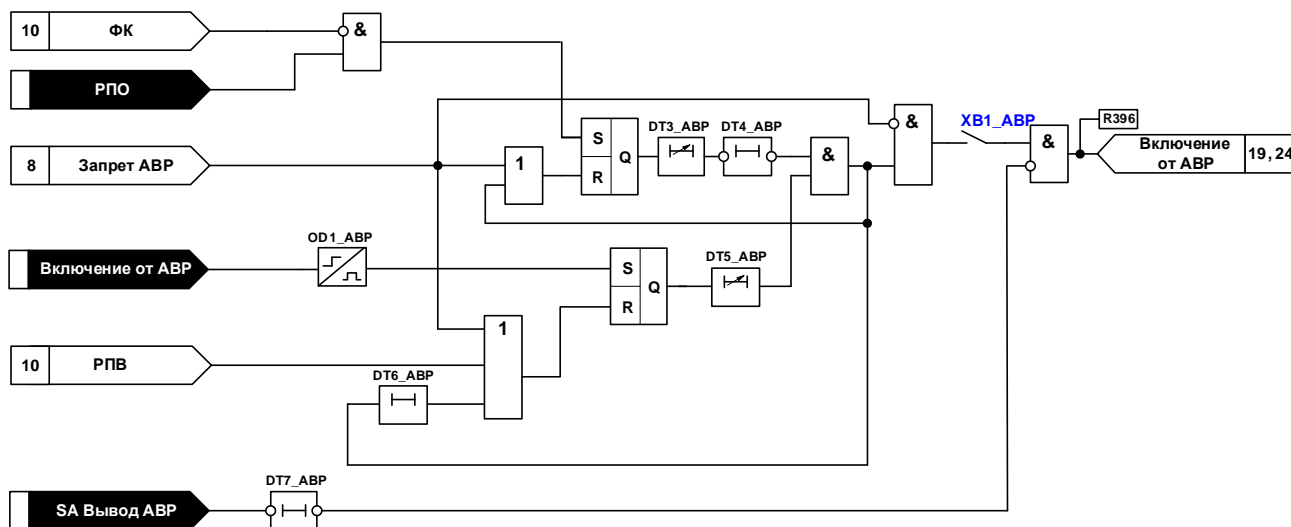 10 ФК
&
РПО
8 Запрет АВР
1
S
R
Q
DT3_АВР
DT4_АВР
&
&
XB1_АВР
&
R396
Включение
от АВР
19, 24
Включение от АВР
OD1_АВР
S
R
Q
DT5_АВР
1
10 РПВ
DT6_АВР
SA Вывод АВР
DT7_АВР